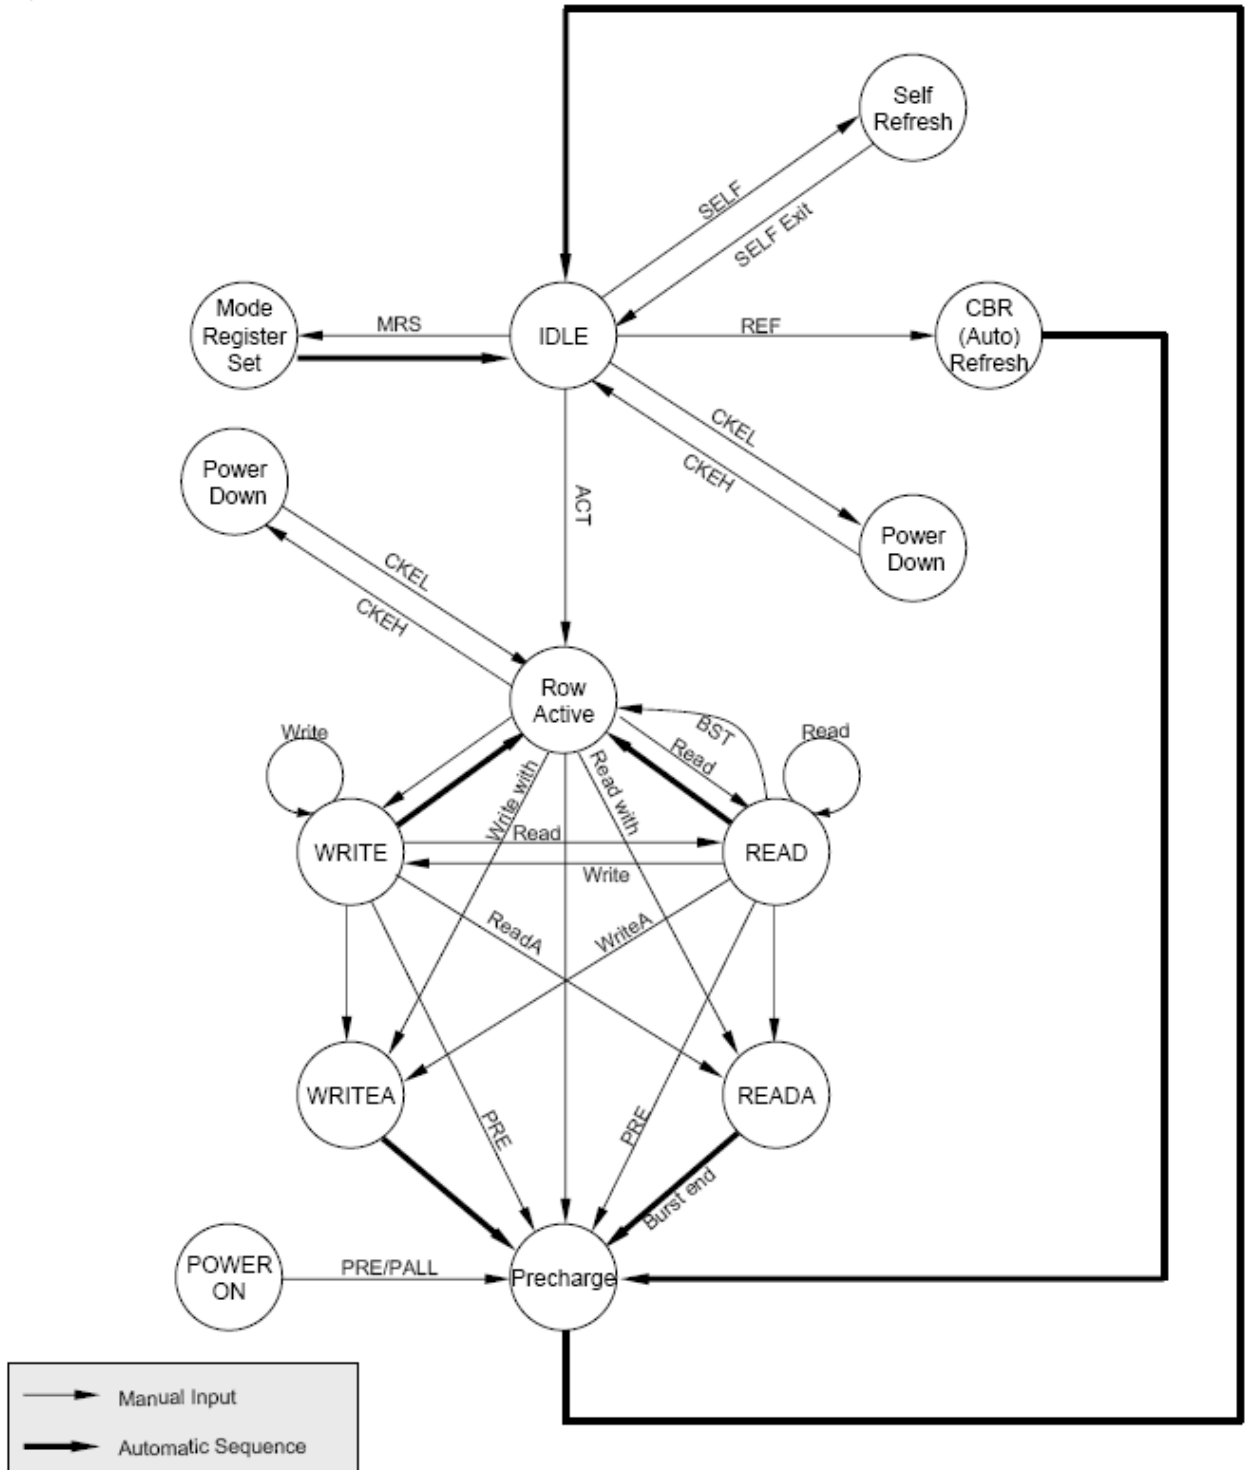 Self
Refresh
SELF
SELF Exit
Mode
Register
Set
MRS
IDLE
REF
CBR
(Auto)
Refresh
CKEL
CKEH
Power
Down
ACT
Power
Down
CKEL
CKEH
Row
Active
BST
Write
Read
Read
Write with
Read with
WRITE
Read
Write
READ
ReadA
WriteA
WRITEA
READA
PRE
PRE
Burst end
POWER
ON
PRE/PALL
Precharge
Manual Input
Automatic Sequence